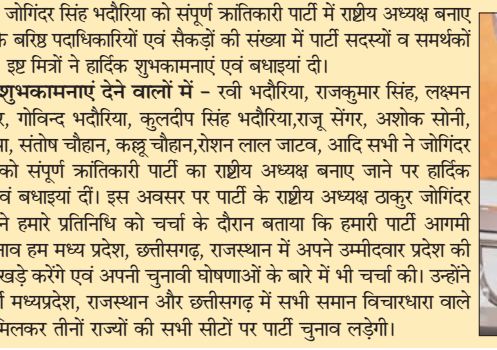 जोगिंदर सिंह भदौरिया को संपूर्ण क्रांतिकारी पार्टी में राष्ट्रीय अध्यक्ष बनाए
के बरिष्ठ पदाधिकारियों एवं सैकड़ों की संख्या में पार्टी सदस्यों व समर्थकों
इष्ट मित्रों ने हार्दिक शुभकामनाएं एवं बधाइयां दी।
शुभकामनाएं देने वालों में – रवी भदौरिया, राजकुमार सिंह, लक्ष्मन
गोविन्द भदौरिया, कुलदीप सिंह भदौरिया,राजू सेंगर, अशोक सोनी,
संतोष चौहान, कल्लू चौहान,रोशन लाल जाटव, आदि सभी ने जोगिंदर
को संपूर्ण क्रांतिकारी पार्टी का राष्ट्रीय अध्यक्ष बनाए जाने पर हार्दिक
एवं बधाइयां दीं। इस अवसर पर पार्टी के राष्ट्रीय अध्यक्ष ठाकुर जोगिंदर
ने हमारे प्रतिनिधि को चर्चा के दौरान बताया कि हमारी पार्टी आगमी
हम मध्य प्रदेश, छत्तीसगढ़, राजस्थान में अपने उम्मीदवार प्रदेश की
खड़े करेंगे एवं अपनी चुनावी घोषणाओं के बारे में भी चर्चा की। उन्होंने
मध्यप्रदेश, राजस्थान और छत्तीसगढ़ में सभी समान विचारधारा वाले
मिलकर तीनों राज्यों की सभी सीटों पर पार्टी चुनाव लड़ेगी।